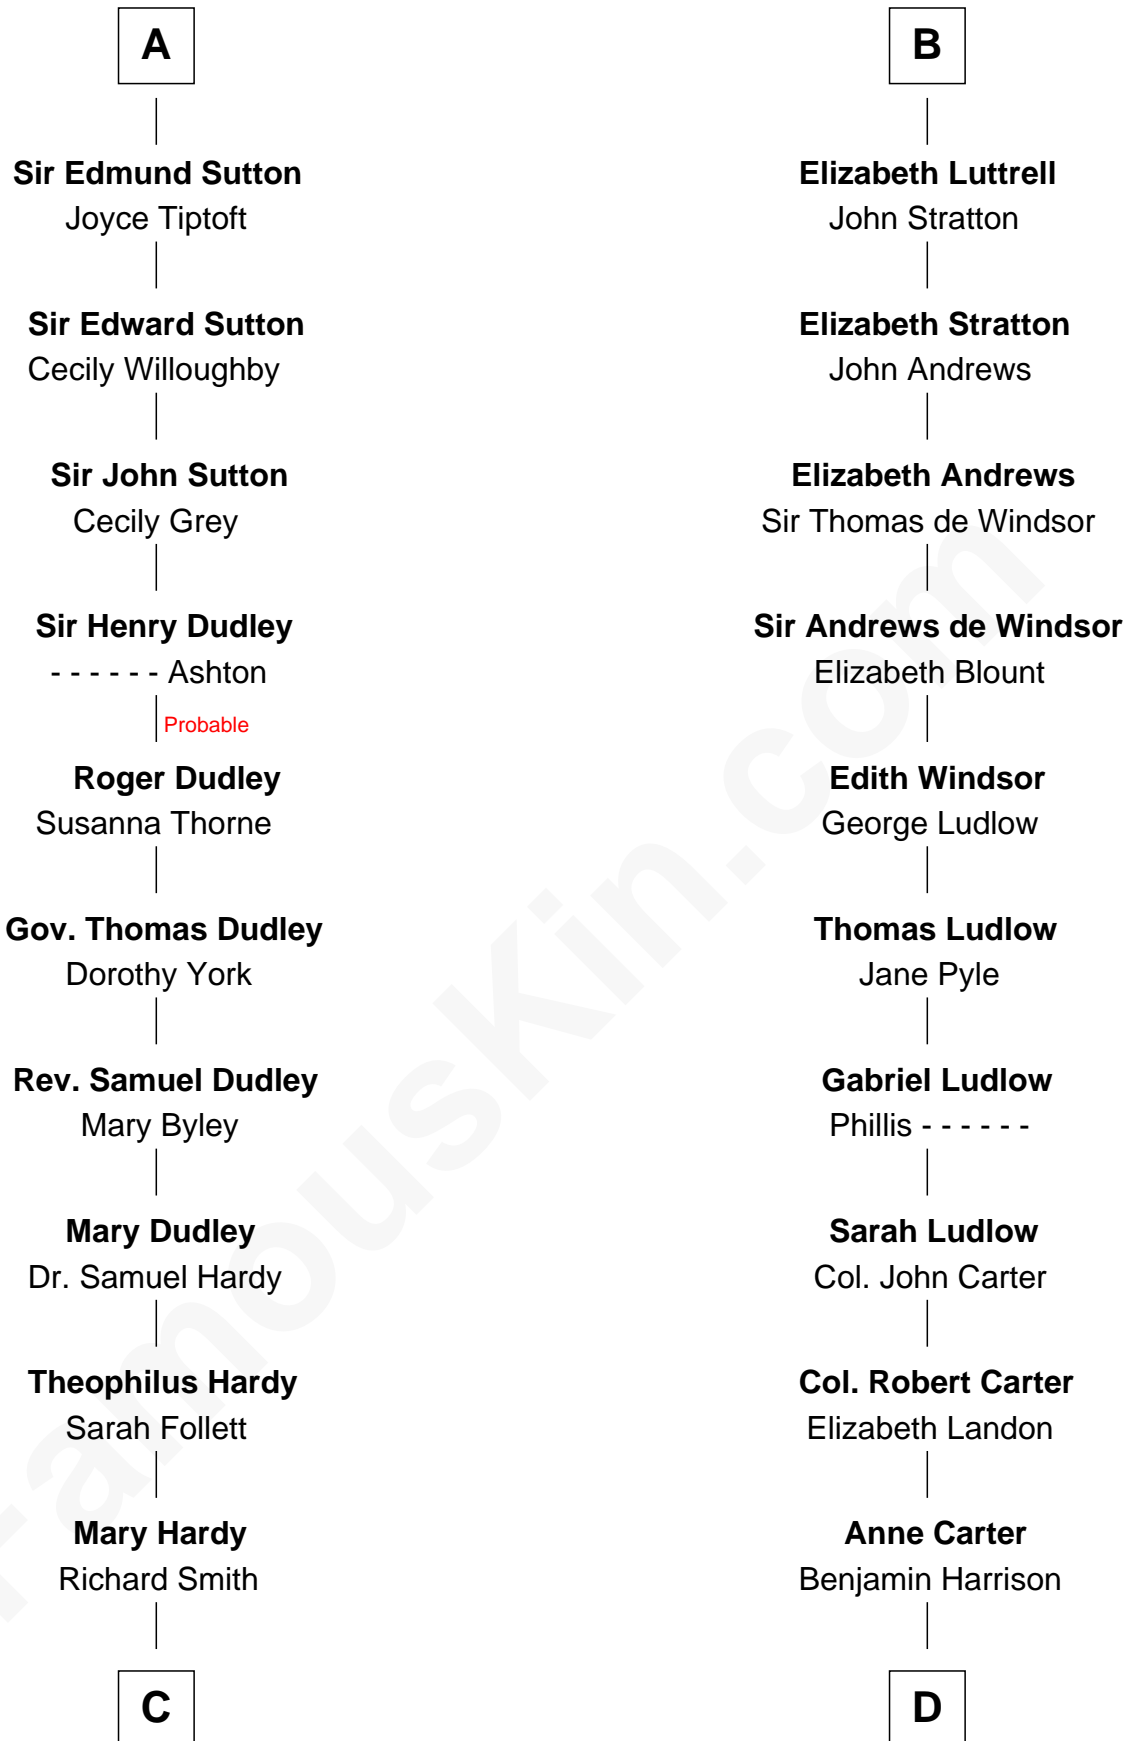 A
Sir Edmund Sutton
Joyce Tiptoft
Sir Edward Sutton
Cecily Willoughby
Sir John Sutton
Cecily Grey
Sir Henry Dudley
- - - - - - Ashton
Probable
Roger Dudley
Susanna Thorne
Gov. Thomas Dudley
Dorothy York
Rev. Samuel Dudley
Mary Byley
Mary Dudley
Dr. Samuel Hardy
Theophilus Hardy
Sarah Follett
Mary Hardy
Richard Smith
C
B
Elizabeth Luttrell
John Stratton
Elizabeth Stratton
John Andrews
Elizabeth Andrews
Sir Thomas de Windsor
Sir Andrews de Windsor
Elizabeth Blount
Edith Windsor
George Ludlow
Thomas Ludlow
Jane Pyle
Gabriel Ludlow
Phillis - - - - - -
Sarah Ludlow
Col. John Carter
Col. Robert Carter
Elizabeth Landon
Anne Carter
Benjamin Harrison
D
FamousKin.com